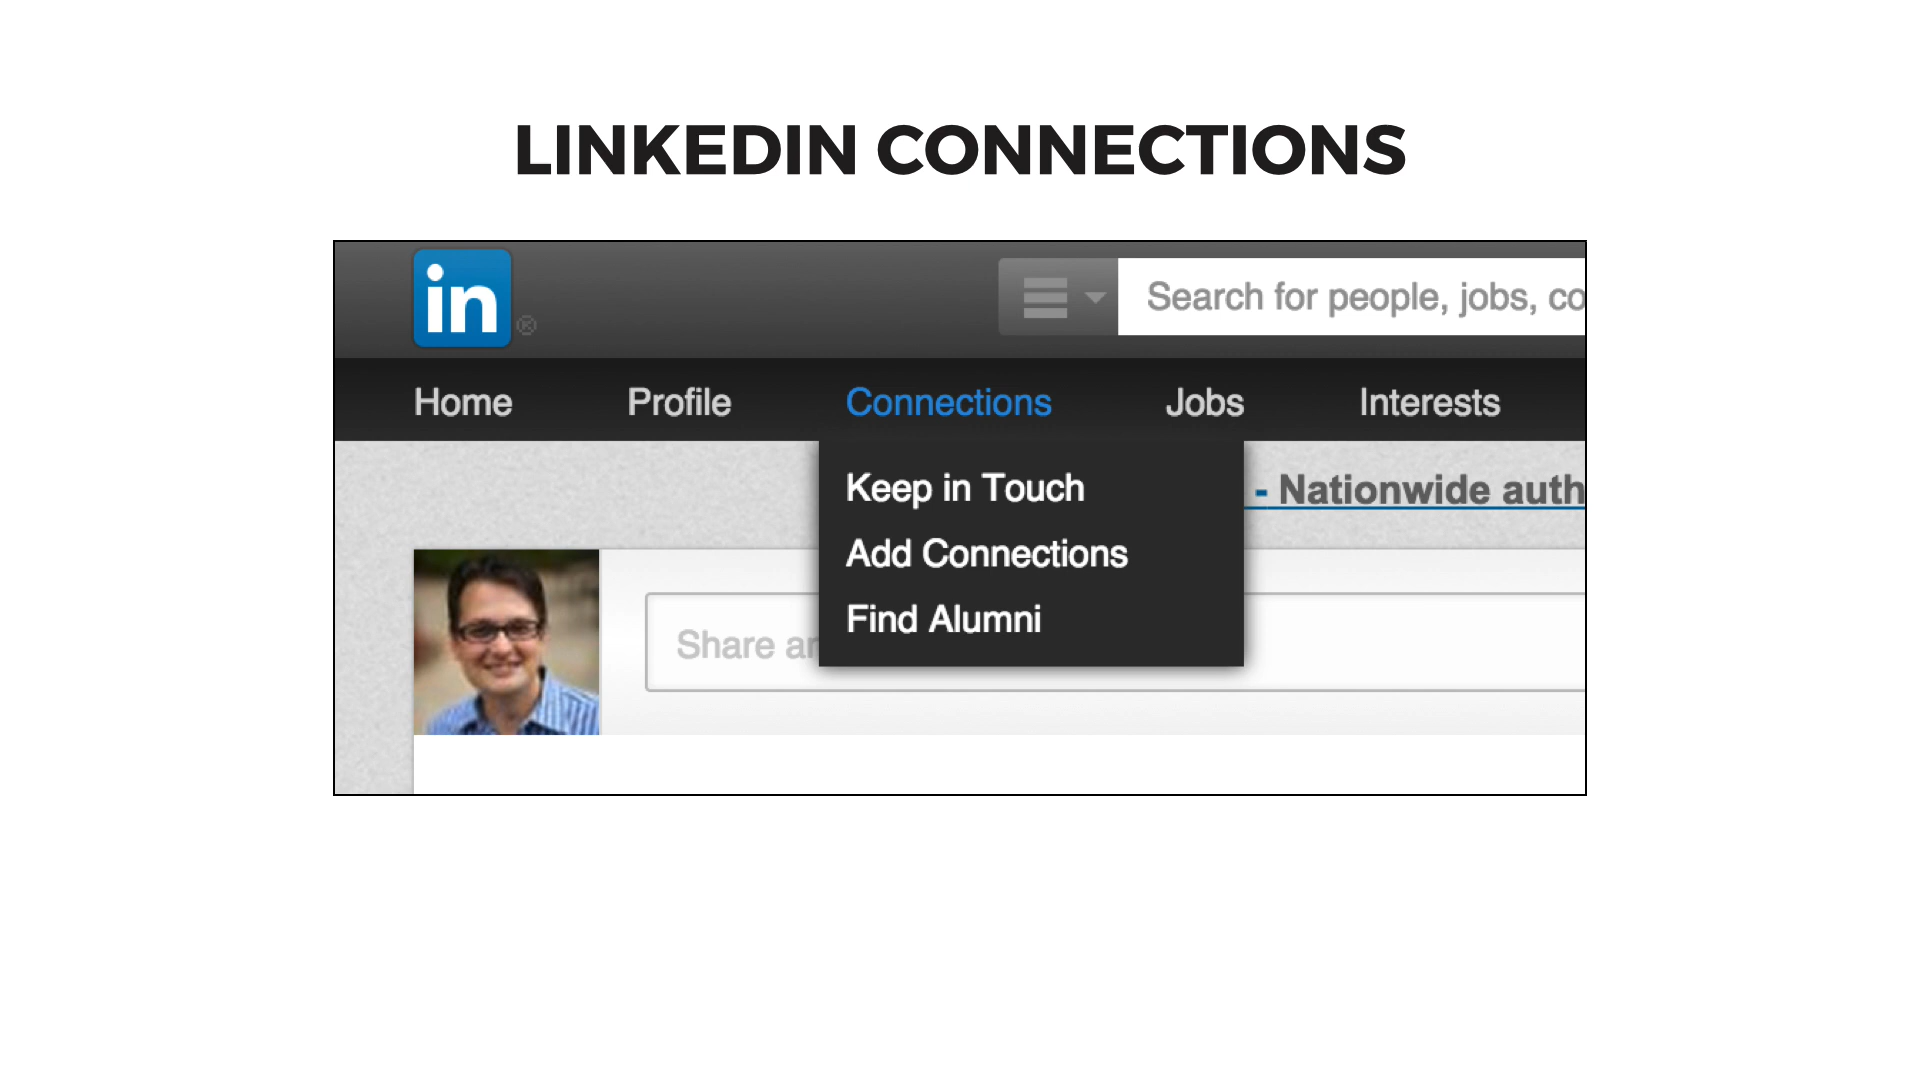 LINKEDIN CONNECTIONS
in ®
Search for people, jobs, co
Home Profile Connections Jobs Interests
Keep in Touch
- Nationwide auth
Add Connections
Find Alumni
Share ar